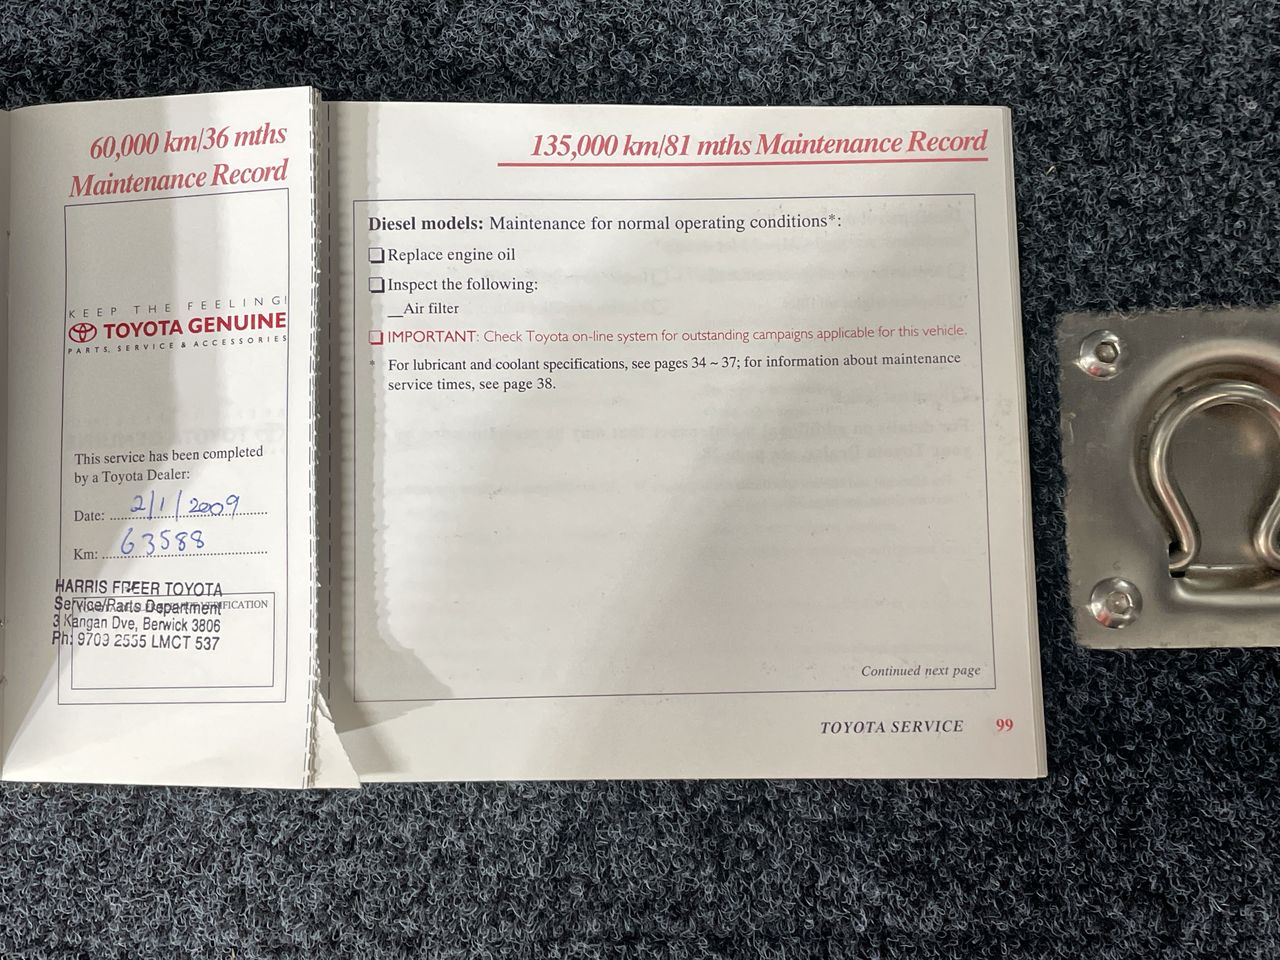 60,000 km/36 mths
Maintenance Record
KEEP THE FEELING!
TOYOTA GENUINE
PARTS, SERVICE & ACCESSORIES
This service has been completed
by a Toyota Dealer:
Date: 2/1/2009
Km: 63588
HARRIS FREER TOYOTA
Service/Parts Department
3 Kangan Dve, Berwick 3806
Ph: 9709 2555 LMCT 537
135,000 km/81 mths Maintenance Record
Diesel models: Maintenance for normal operating conditions*:
❏ Replace engine oil
❏ Inspect the following:
__Air filter
❏ IMPORTANT: Check Toyota on-line system for outstanding campaigns applicable for this vehicle.
* For lubricant and coolant specifications, see pages 34 ~ 37; for information about maintenance
service times, see page 38.
Continued next page
TOYOTA SERVICE 99